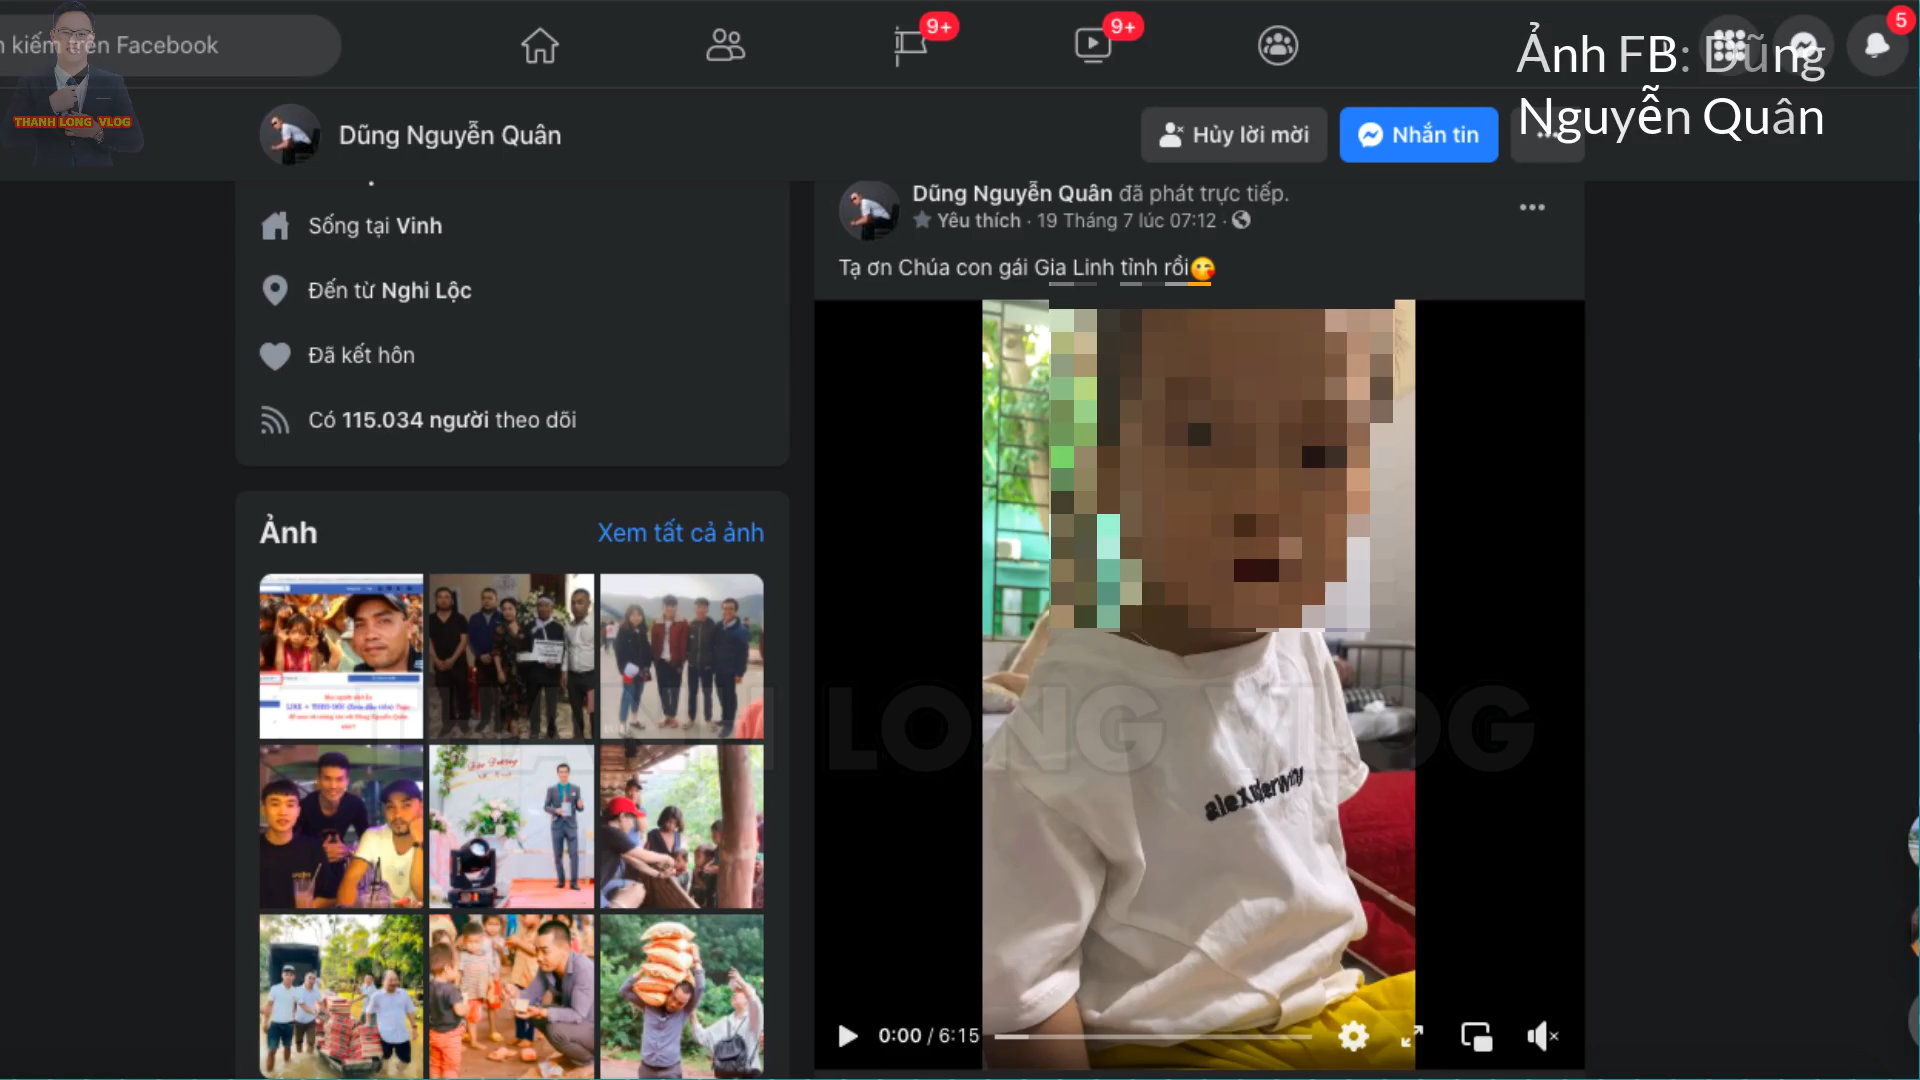 kiếm trên Facebook
9+
9+
5
Ảnh FB: Dũng
Nguyễn Quân
THANH LONG VLOG
Dũng Nguyễn Quân
Hủy lời mời
Nhắn tin
Sống tại Vinh
Đến từ Nghi Lộc
Đã kết hôn
Có 115.034 người theo dõi
Ảnh
Xem tất cả ảnh
Dũng Nguyễn Quân đã phát trực tiếp.
Yêu thích · 19 Tháng 7 lúc 07:12 ·
Tạ ơn Chúa con gái Gia Linh tỉnh rồi😋
THANH LONG VLOG
0:00 / 6:15